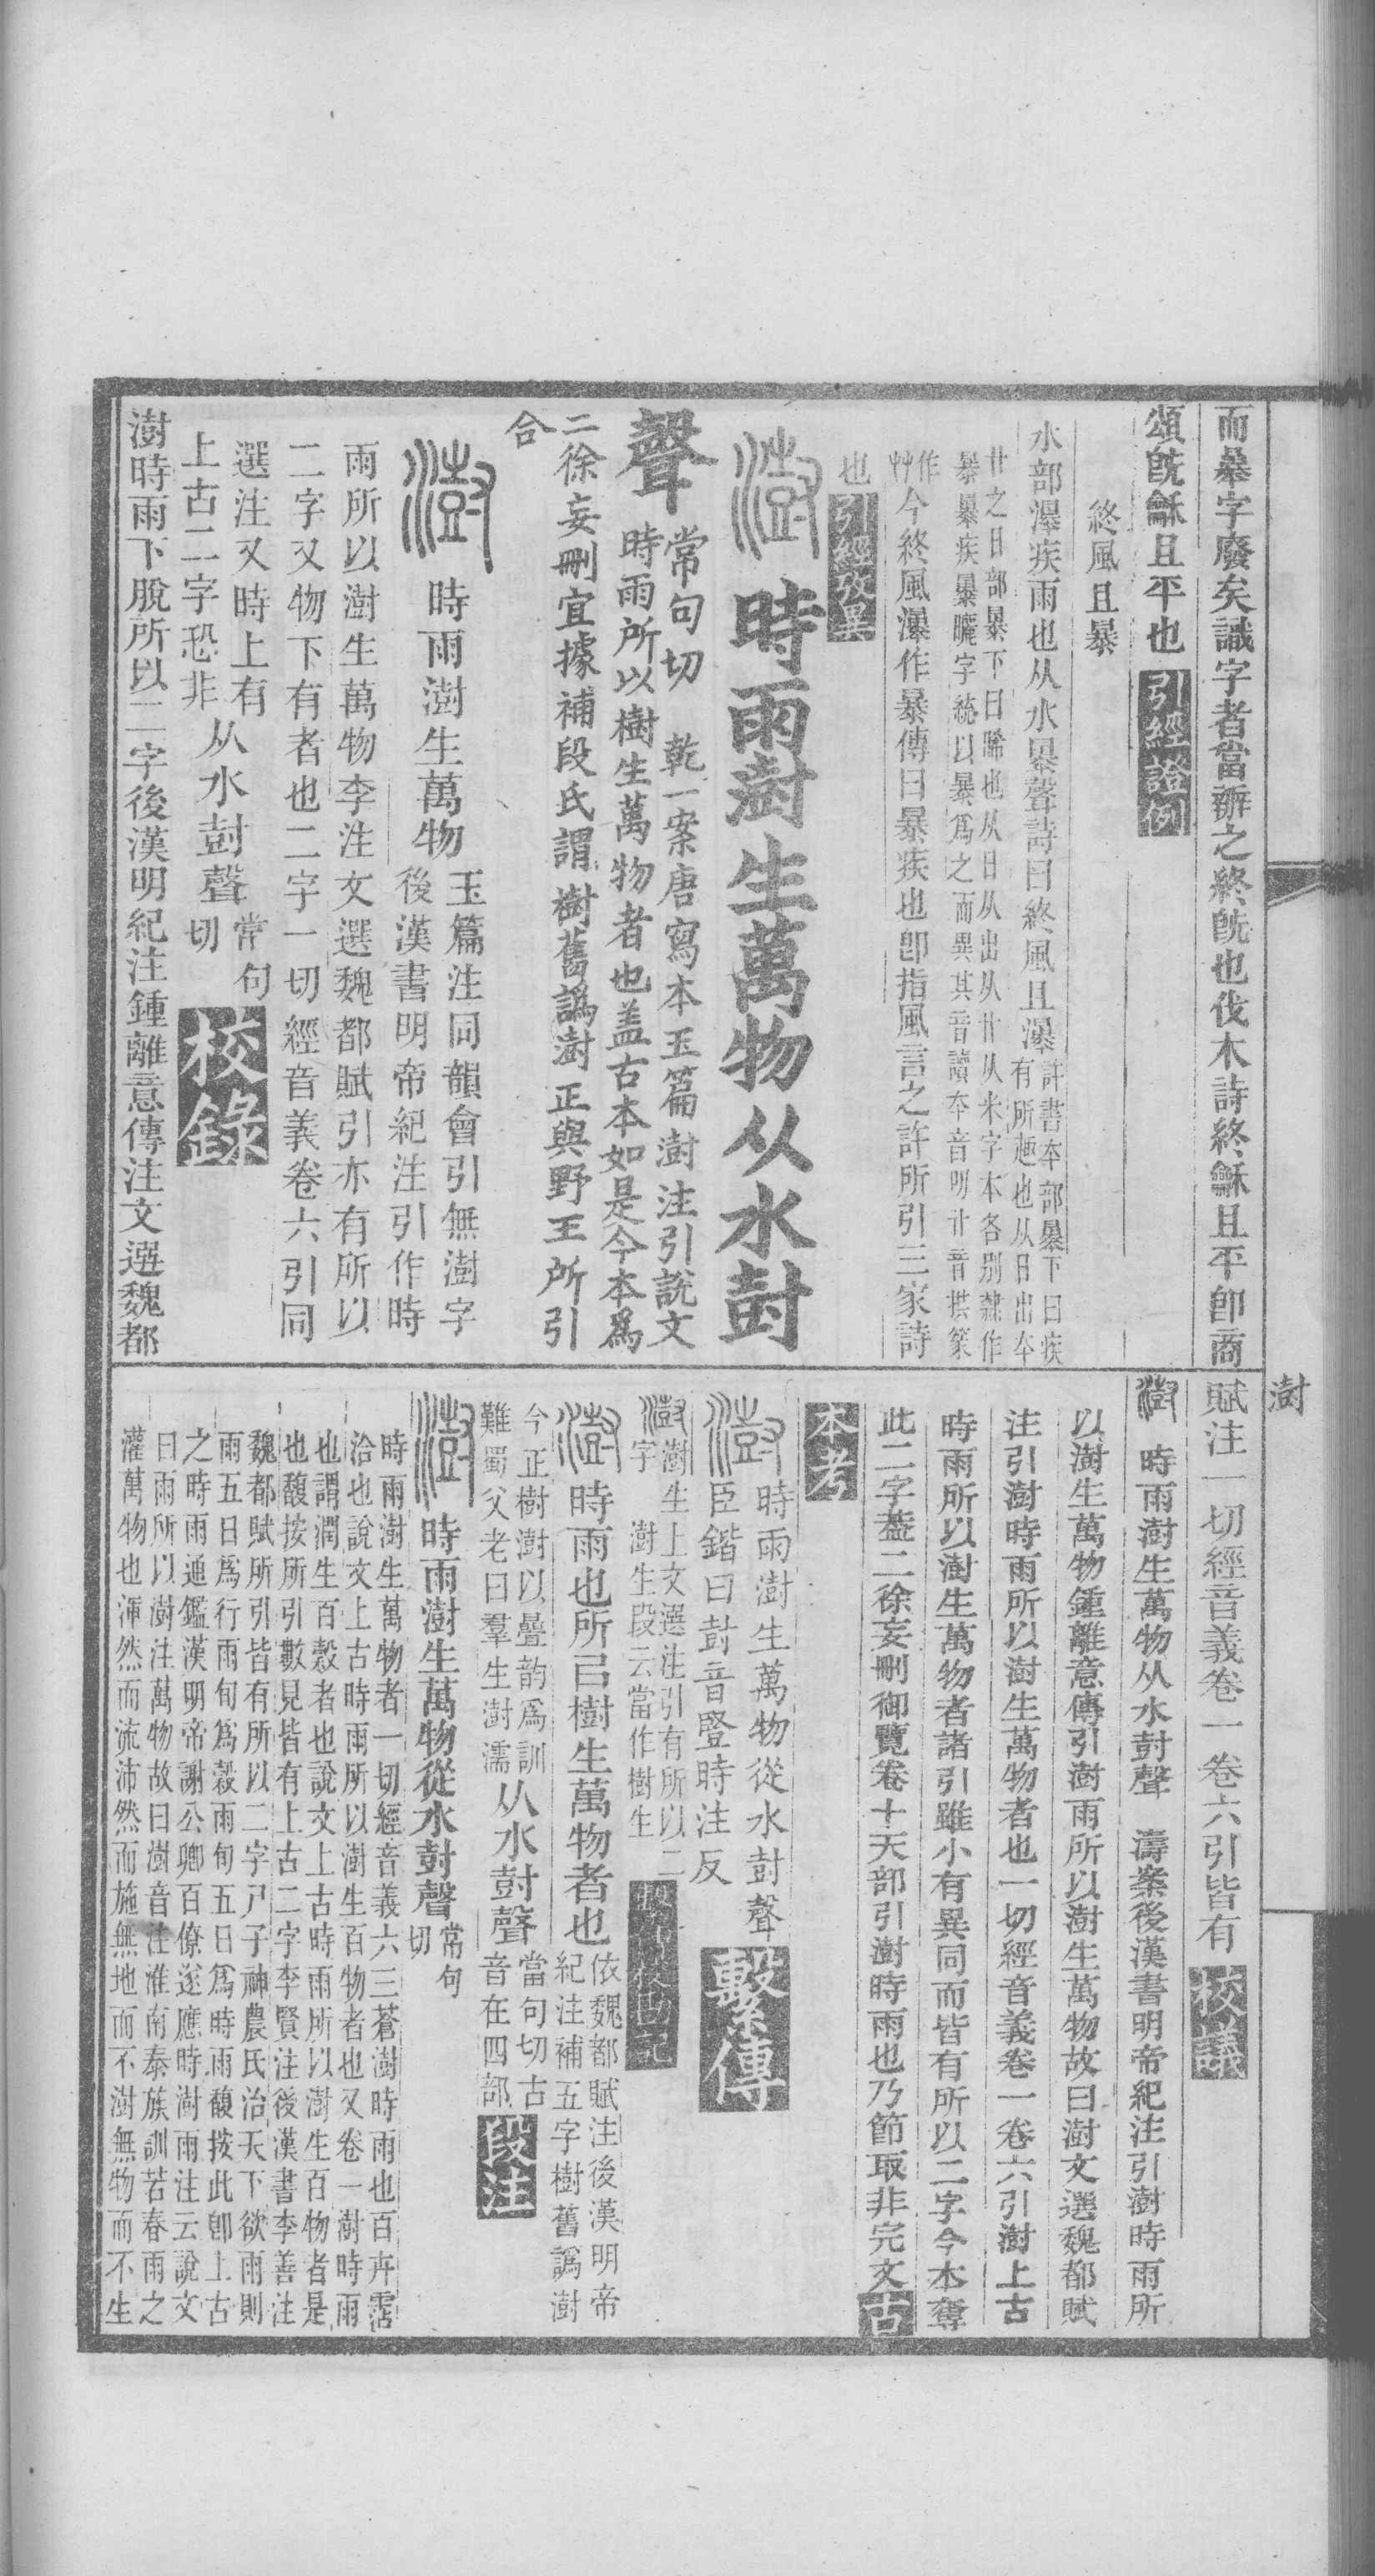 而暴字廢矣識字者當辨之終旣也伐木詩終龢且平卽商
頌旣龢且平也 引經證例
終風且暴
水部瀑疾雨也从水暴聲詩曰終風且瀑
許書夲部暴下曰疾
有所趣也从日出夲
廾之日部暴下曰晞也从日从出从廾从米字本各別隷作
暴暴疾暴曬字統以暴爲之而異其音讀夲音叨廾音拱篆
作
艸
今終風瀑作暴傳曰暴疾也卽指風言之許所引三家詩
也 引經攷異
澍 時雨澍生萬物从水尌
聲
常句切 乾一案唐寫本玉篇澍注引說文
時雨所以樹生萬物者也盖古本如是今本爲
二徐妄刪宜據補段氏謂樹舊譌澍正與野王所引
合
澍 時雨澍生萬物
玉篇注同韻會引無澍字
後漢書明帝紀注引作時
雨所以澍生萬物李注文選魏都賦引亦有所以
二字又物下有者也二字一切經音義卷六引同
選注又時上有
上古二字恐非
从水尌聲
常句
切
校錄
澍時雨下脫所以二字後漢明紀注鍾離意傳注文選魏都
澍
賦注一切經音義卷一卷六引皆有 校議
澍 時雨澍生萬物从水尌聲 濤案後漢書明帝紀注引澍時雨所
以澍生萬物鍾離意傳引澍雨所以澍生萬物故曰澍文選魏都賦
注引澍時雨所以澍生萬物者也一切經音義卷一卷六引澍上古
時雨所以澍生萬物者諸引雖小有異同而皆有所以二字今本奪
此二字葢二徐妄刪御覽卷十天部引澍時雨也乃節取非完文 古
本考
澍 時雨澍生萬物從水尌聲
臣鍇曰尌音豎時注反
繫傳
澍
字
澍生上文選注引有所以二
澍生段云當作樹生
澍 時雨也所㠯樹生萬物者也
依魏都賦注後漢明帝
紀注補五字樹舊譌澍
今正樹澍以疊韵爲訓
難蜀父老曰羣生澍濡
从水尌聲
當句切古
音在四部
段注
澍 時雨澍生萬物從水尌聲
常句
切
時雨澍生萬物者一切經音義六三蒼澍時雨也百卉霑
洽也說文上古時雨所以澍生百物者也又卷一澍時雨
也謂潤生百穀者也說文上古時雨所以澍生百物者是
也馥按所引數見皆有上古二字李賢注後漢書李善注
魏都賦所引皆有所以二字尸子神農氏治天下欲雨則
雨五日爲行雨旬爲穀雨旬五日爲時雨馥按此卽上古
之時雨通鑑漢明帝謝公卿百僚遂應時澍雨注云說文
曰雨所以澍注萬物故曰澍音注淮南泰族訓若春雨之
灌萬物也渾然而流沛然而施無地而不澍無物而不生